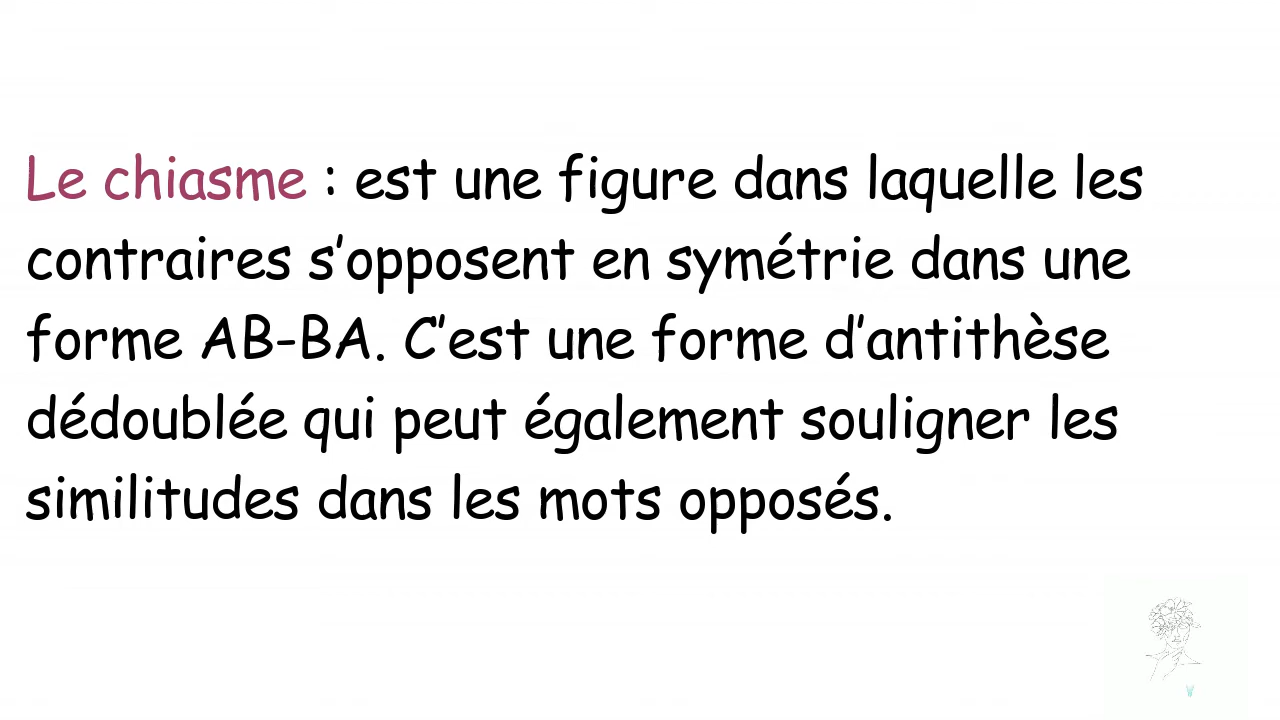 Le chiasme : est une figure dans laquelle les
contraires s’opposent en symétrie dans une
forme AB-BA. C’est une forme d’antithèse
dédoublée qui peut également souligner les
similitudes dans les mots opposés.
V